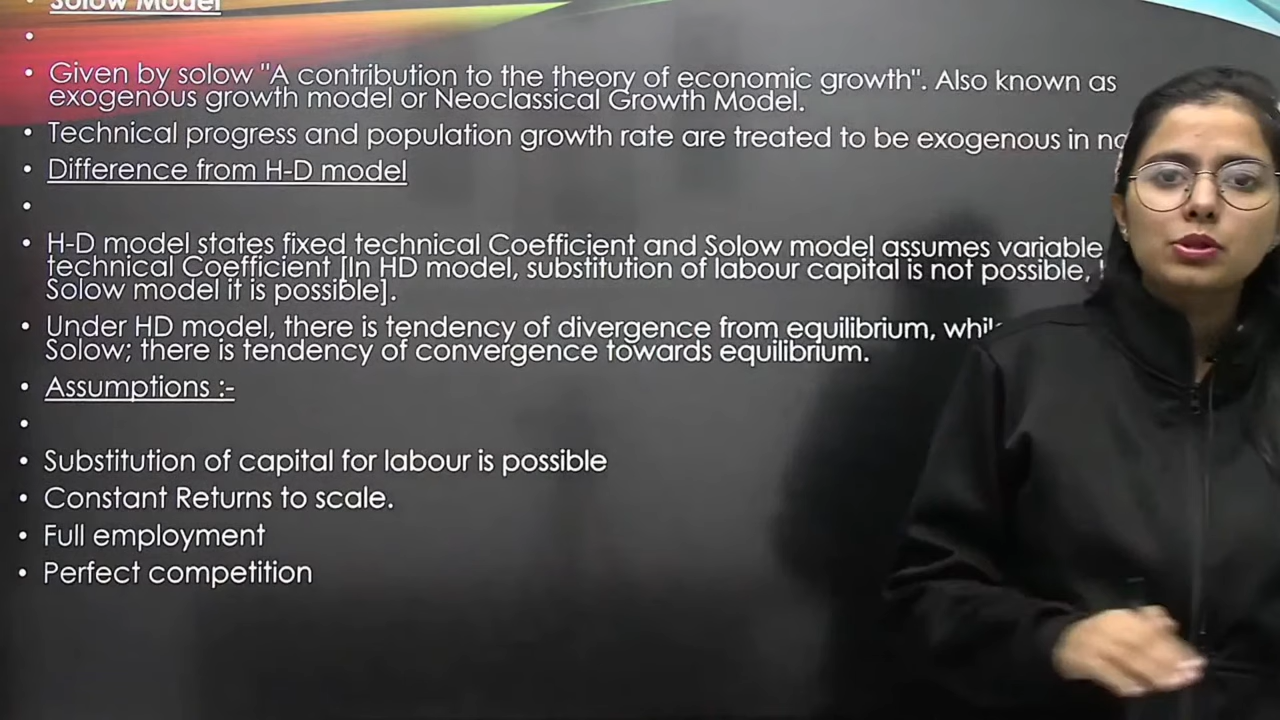 Solow Model
Given by solow "A contribution to the theory of economic growth". Also known as
exogenous growth model or Neoclassical Growth Model.
Technical progress and population growth rate are treated to be exogenous in
Difference from H-D model
H-D model states fixed technical Coefficient and Solow model assumes variable
technical Coefficient [In HD model, substitution of labour capital is not possible,
Solow model it is possible].
Under HD model, there is tendency of divergence from equilibrium,
Solow; there is tendency of convergence towards equilibrium.
Assumptions :-
Substitution of capital for labour is possible
Constant Returns to scale.
Full employment
Perfect competition